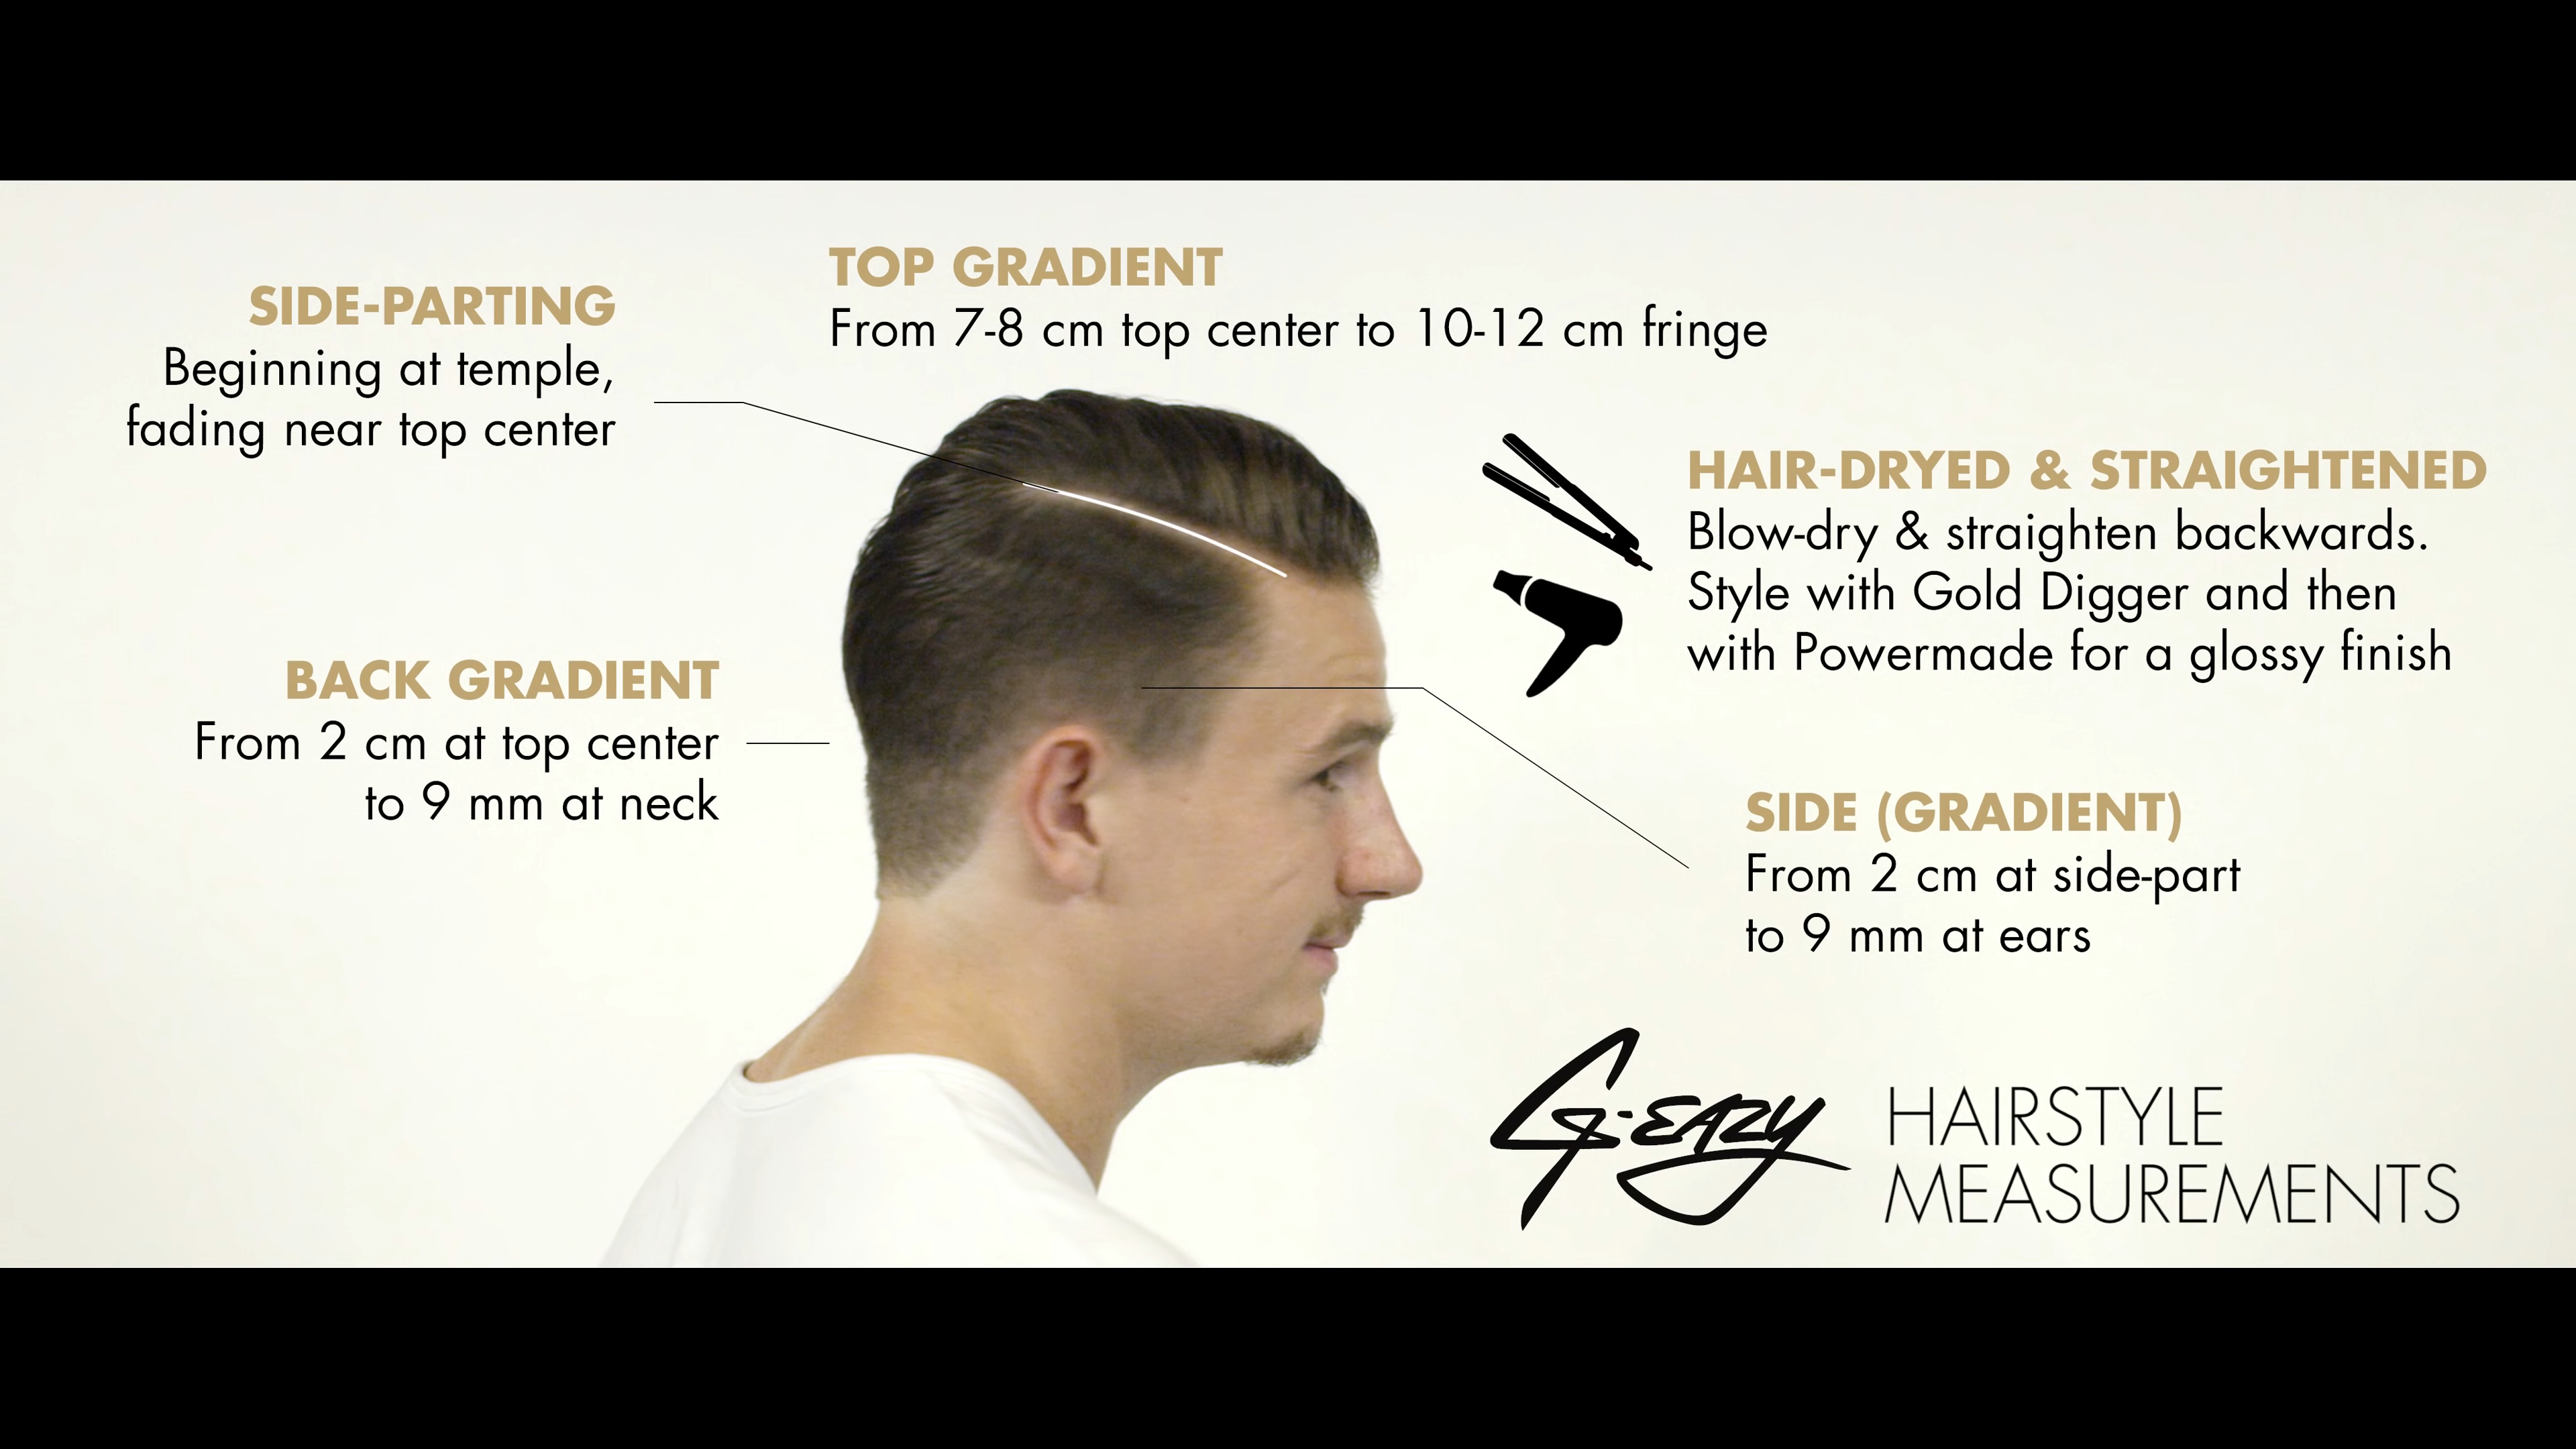 TOP GRADIENT
From 7-8 cm top center to 10-12 cm fringe
SIDE-PARTING
Beginning at temple,
fading near top center
HAIR-DRYED & STRAIGHTENED
Blow-dry & straighten backwards.
Style with Gold Digger and then
with Powermade for a glossy finish
BACK GRADIENT
From 2 cm at top center
to 9 mm at neck
SIDE (GRADIENT)
From 2 cm at side-part
to 9 mm at ears
G-EAZY
HAIRSTYLE
MEASUREMENTS